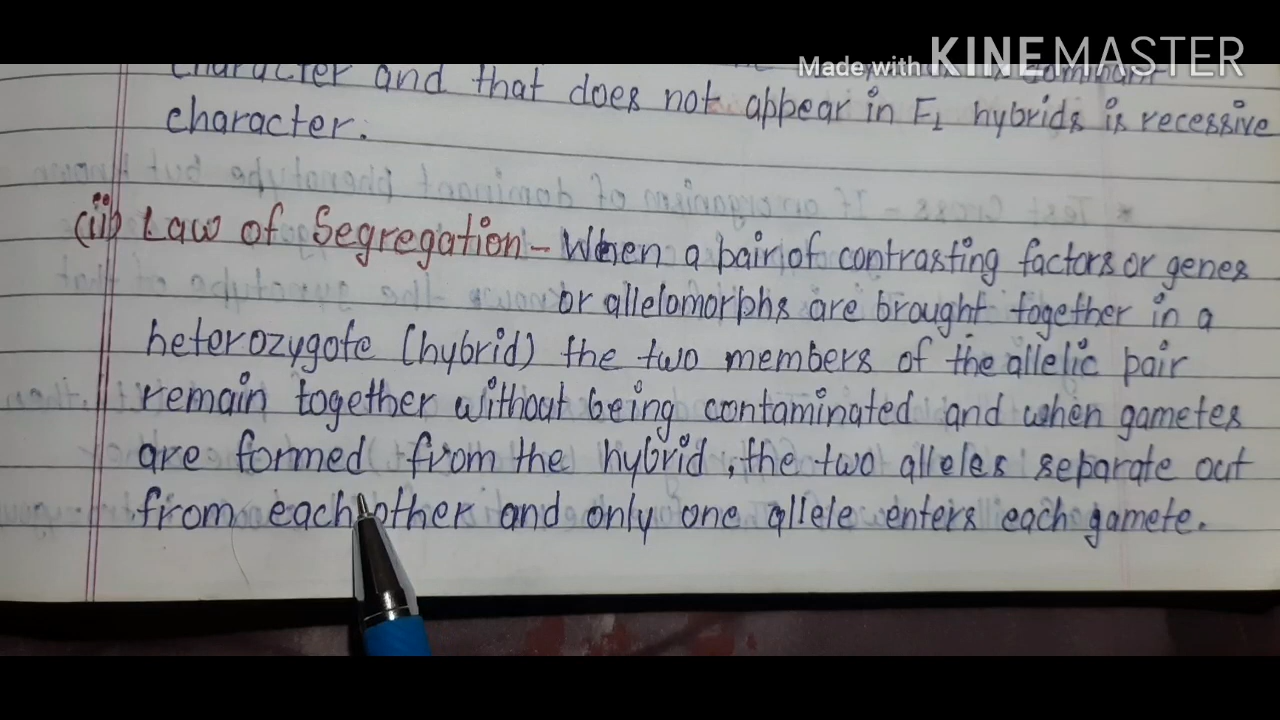 Made with KINEMASTER
character and that does not appear in F1 hybrids is recessive
character.
(ii) Law of Segregation - When a pair of contrasting factors or genes
or allelomorphs are brought together in a
heterozygote (hybrid) the two members of the allelic pair
remain together without being contaminated and when gametes
are formed from the hybrid, the two alleles separate out
from each other and only one allele enters each gamete.